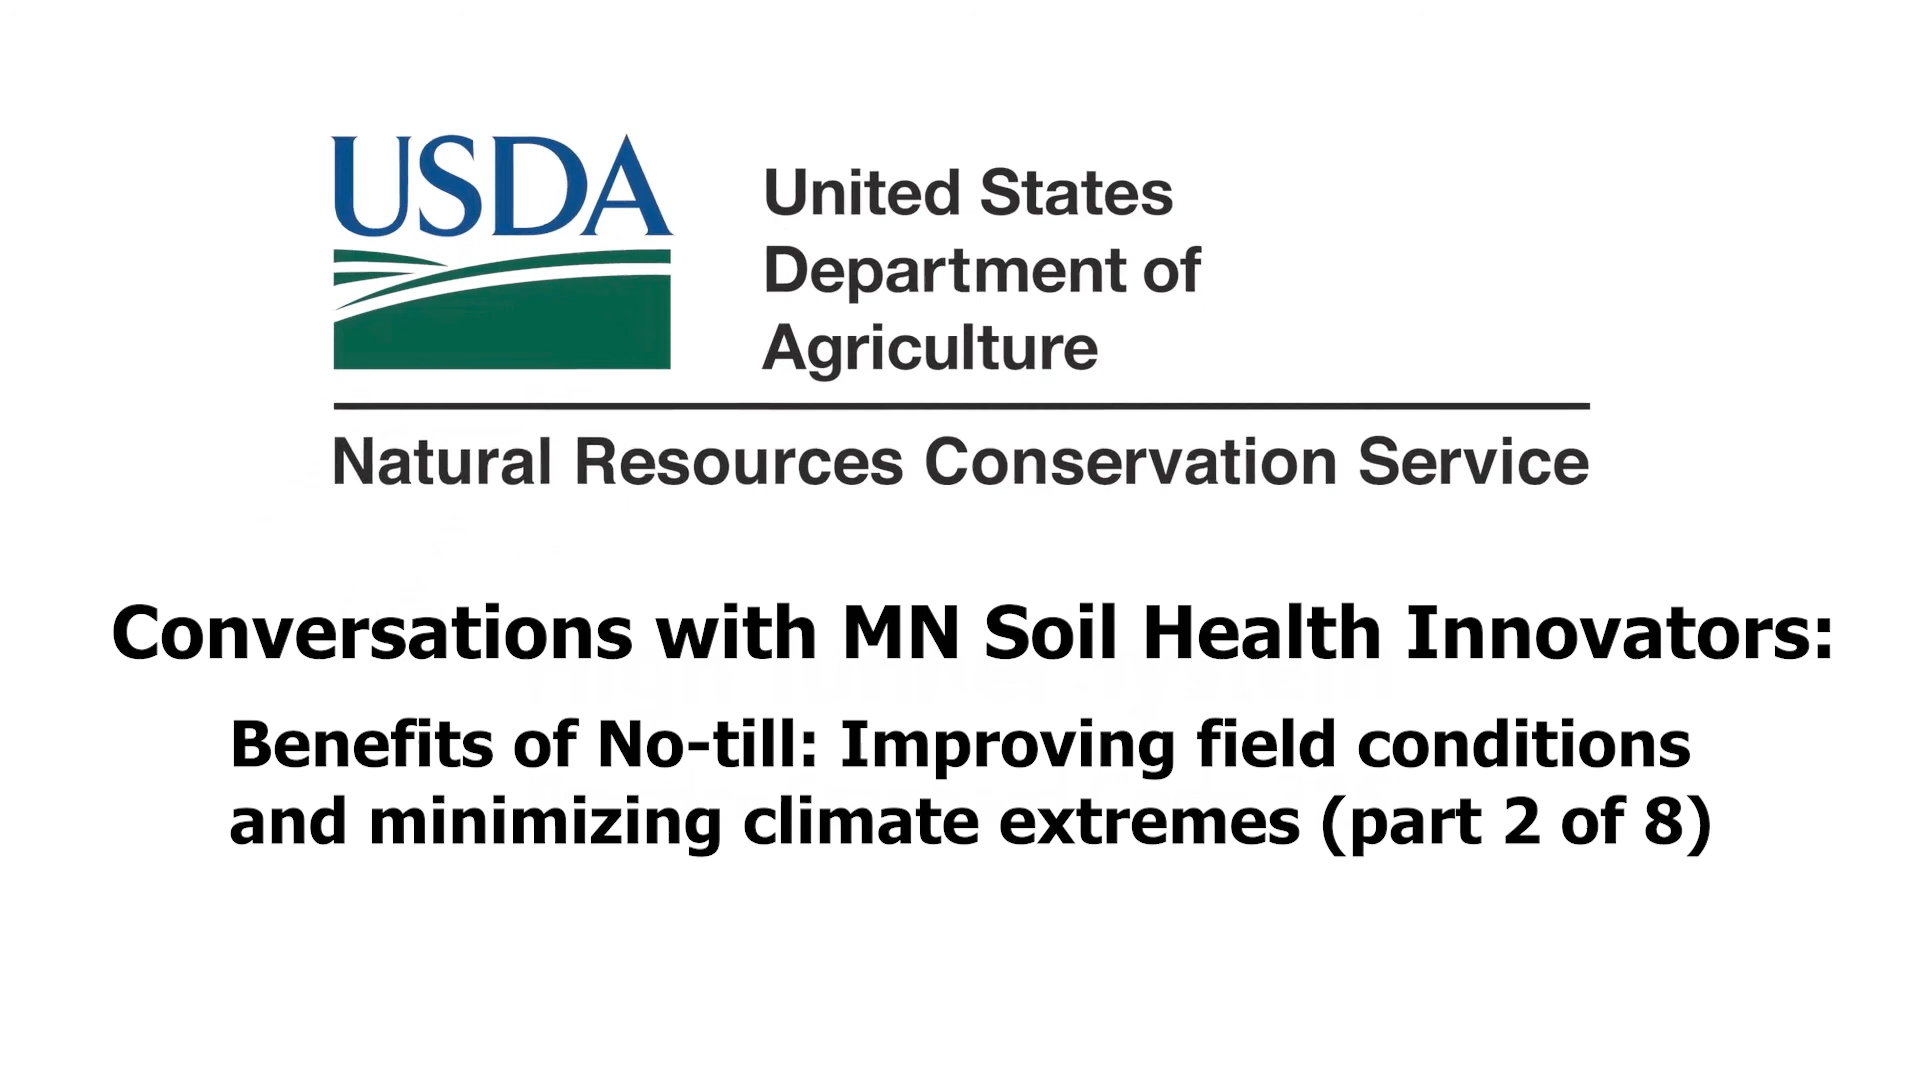 USDA
United States
Department of
Agriculture
Natural Resources Conservation Service
Conversations with MN Soil Health Innovators:
Benefits of No-till: Improving field conditions
and minimizing climate extremes (part 2 of 8)